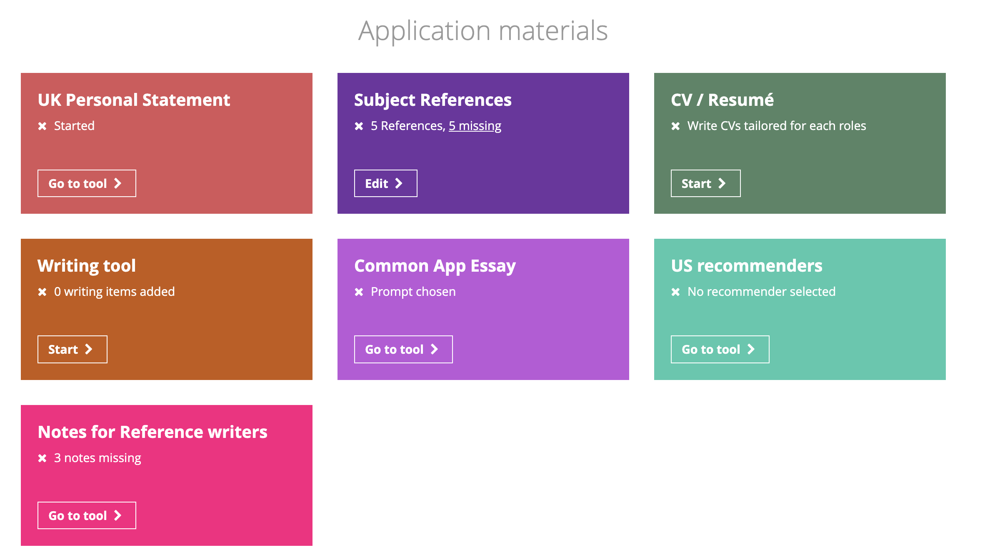 Application materials
UK Personal Statement
Started
Go to tool
Subject References
5 References, 5 missing
Edit
CV / Resumé
Write CVs tailored for each roles
Start
Writing tool
0 writing items added
Start
Common App Essay
Prompt chosen
Go to tool
US recommenders
No recommender selected
Go to tool
Notes for Reference writers
3 notes missing
Go to tool